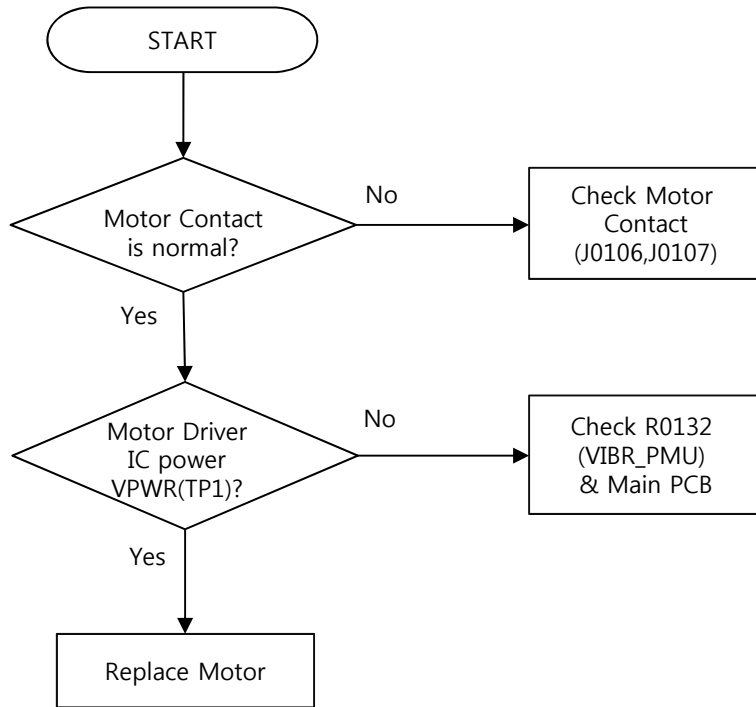 START
Motor Contact
is normal?
No
Check Motor
Contact
(J0106,J0107)
Yes
Motor Driver
IC power
VPWR(TP1)?
No
Check R0132
(VIBR_PMU)
& Main PCB
Yes
Replace Motor